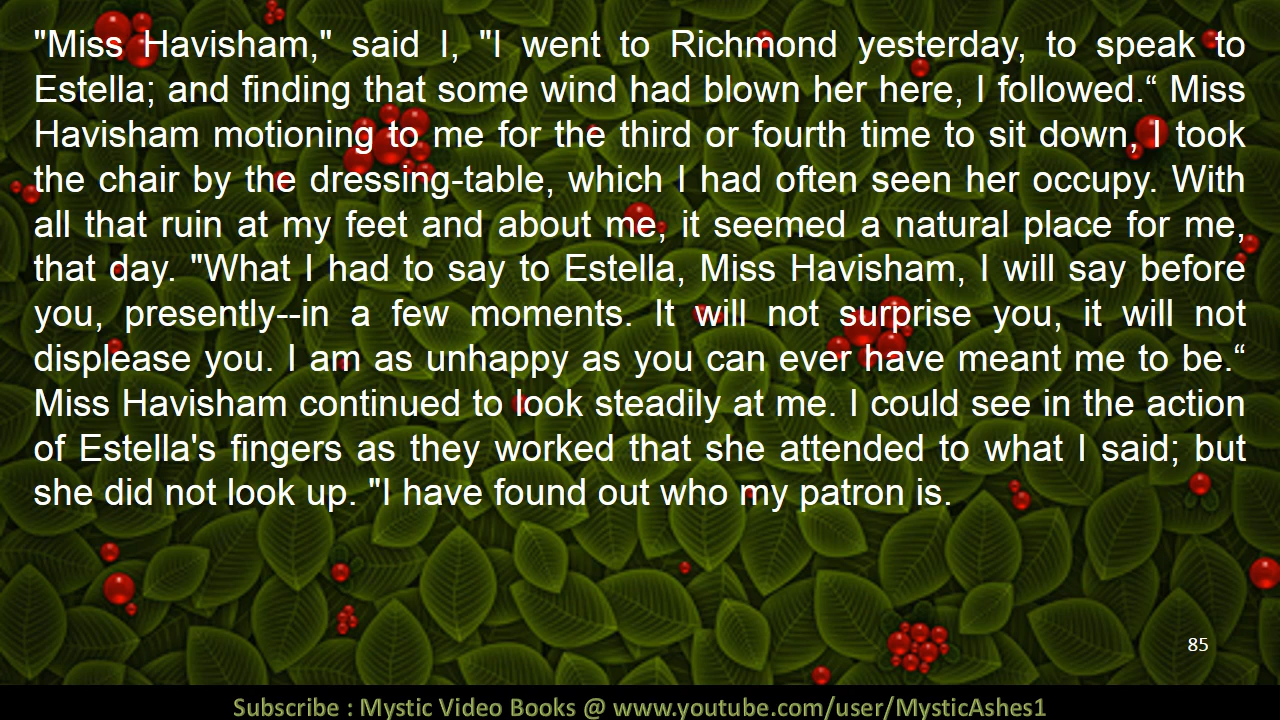 "Miss Havisham," said I, "I went to Richmond yesterday, to speak to
Estella; and finding that some wind had blown her here, I followed.“ Miss
Havisham motioning to me for the third or fourth time to sit down, I took
the chair by the dressing-table, which I had often seen her occupy. With
all that ruin at my feet and about me, it seemed a natural place for me,
that day. "What I had to say to Estella, Miss Havisham, I will say before
you, presently--in a few moments. It will not surprise you, it will not
displease you. I am as unhappy as you can ever have meant me to be.“
Miss Havisham continued to look steadily at me. I could see in the action
of Estella's fingers as they worked that she attended to what I said; but
she did not look up. "I have found out who my patron is.
85
Subscribe : Mystic Video Books @ www.youtube.com/user/MysticAshes1